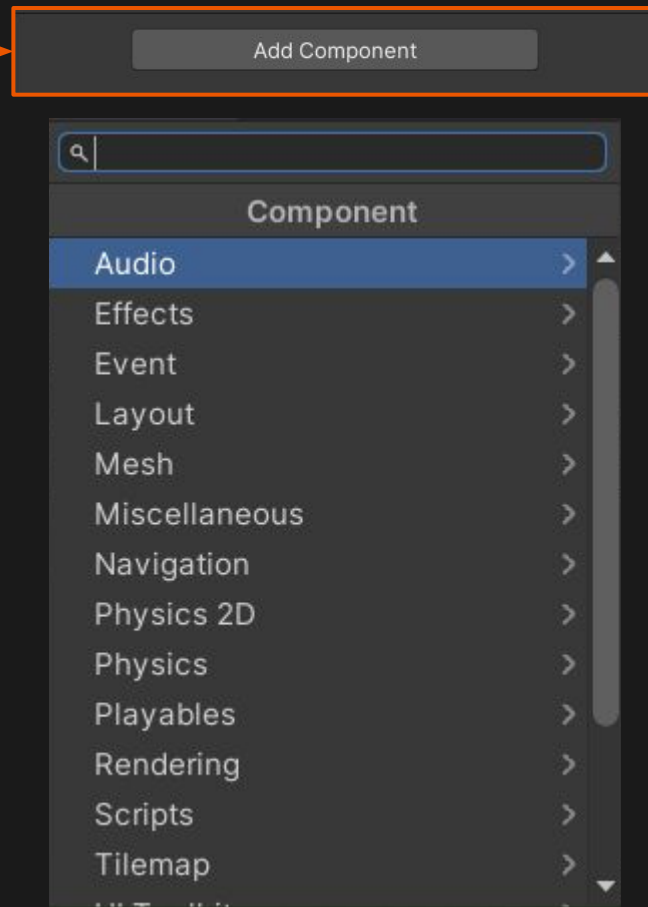 Add Component
Component
Audio
Effects
Event
Layout
Mesh
Miscellaneous
Navigation
Physics 2D
Physics
Playables
Rendering
Scripts
Tilemap